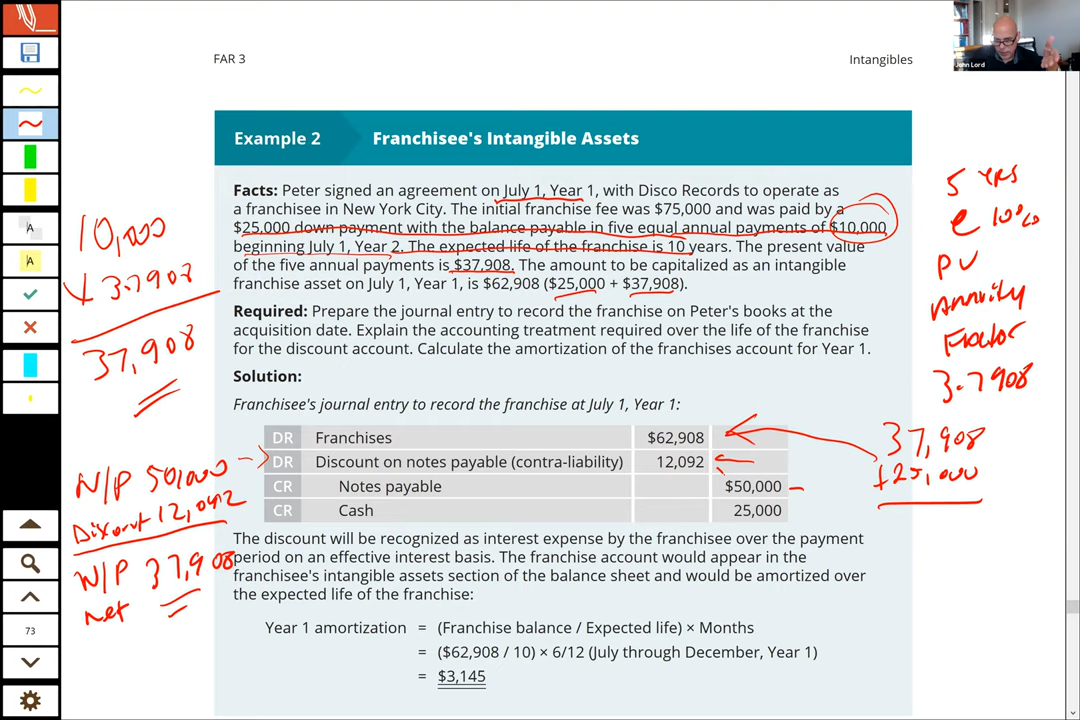 John Lord
FAR 3
Intangibles
Example 2 Franchisee's Intangible Assets
Facts: Peter signed an agreement on July 1, Year 1, with Disco Records to operate as
a franchisee in New York City. The initial franchise fee was $75,000 and was paid by a
$25,000 down payment with the balance payable in five equal annual payments of $10,000
beginning July 1, Year 2. The expected life of the franchise is 10 years. The present value
of the five annual payments is $37,908. The amount to be capitalized as an intangible
franchise asset on July 1, Year 1, is $62,908 ($25,000 + $37,908).
Required: Prepare the journal entry to record the franchise on Peter's books at the
acquisition date. Explain the accounting treatment required over the life of the franchise
for the discount account. Calculate the amortization of the franchises account for Year 1.
Solution:
Franchisee's journal entry to record the franchise at July 1, Year 1:
DR Franchises $62,908
DR Discount on notes payable (contra-liability) 12,092
CR Notes payable $50,000
CR Cash 25,000
The discount will be recognized as interest expense by the franchisee over the payment
period on an effective interest basis. The franchise account would appear in the
franchisee's intangible assets section of the balance sheet and would be amortized over
the expected life of the franchise:
Year 1 amortization = (Franchise balance / Expected life) × Months
= ($62,908 / 10) × 6/12 (July through December, Year 1)
= $3,145
10,000
x 3.7908
37,908
N/P 50,000
Discount 12,092
N/P 37,908
net
5 YRS
@ 10%
PV
Annuity
Factor
3.7908
37,908
+25,000
A
A
73